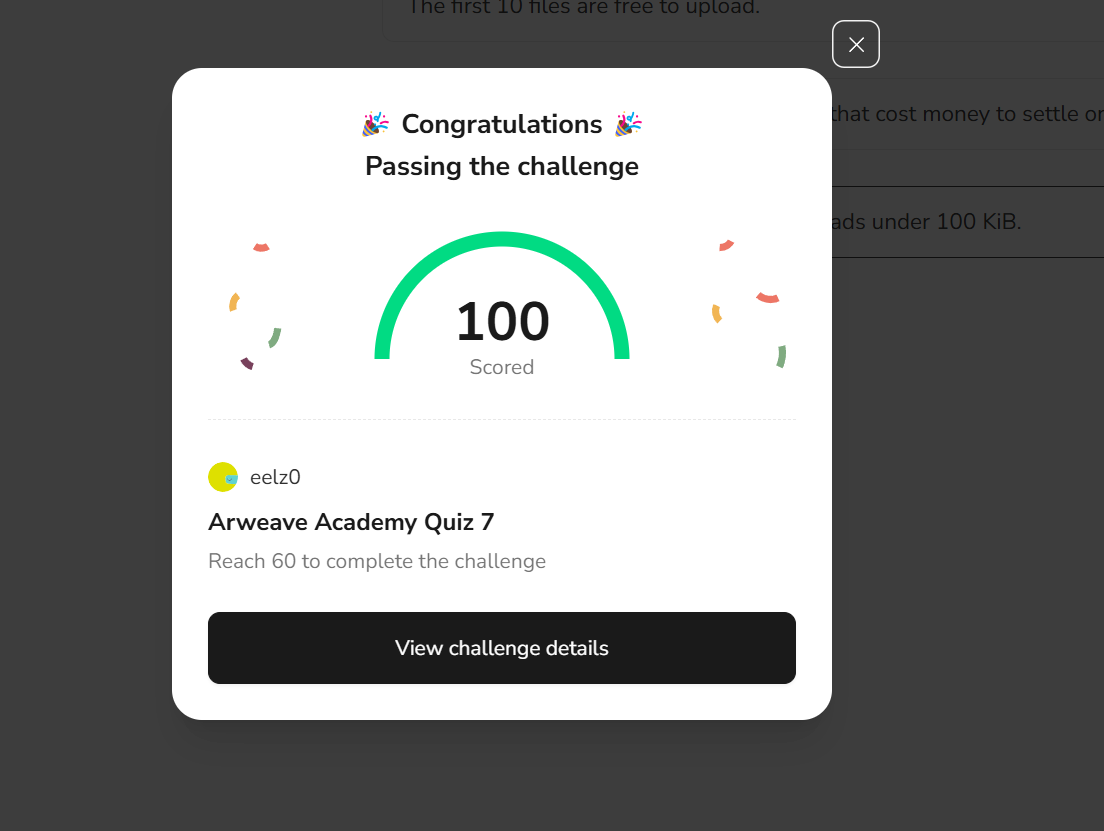 The first 10 files are free to upload.
that cost money to settle or
ads under 100 KiB.
Congratulations
Passing the challenge
100
Scored
eelz0
Arweave Academy Quiz 7
Reach 60 to complete the challenge
View challenge details